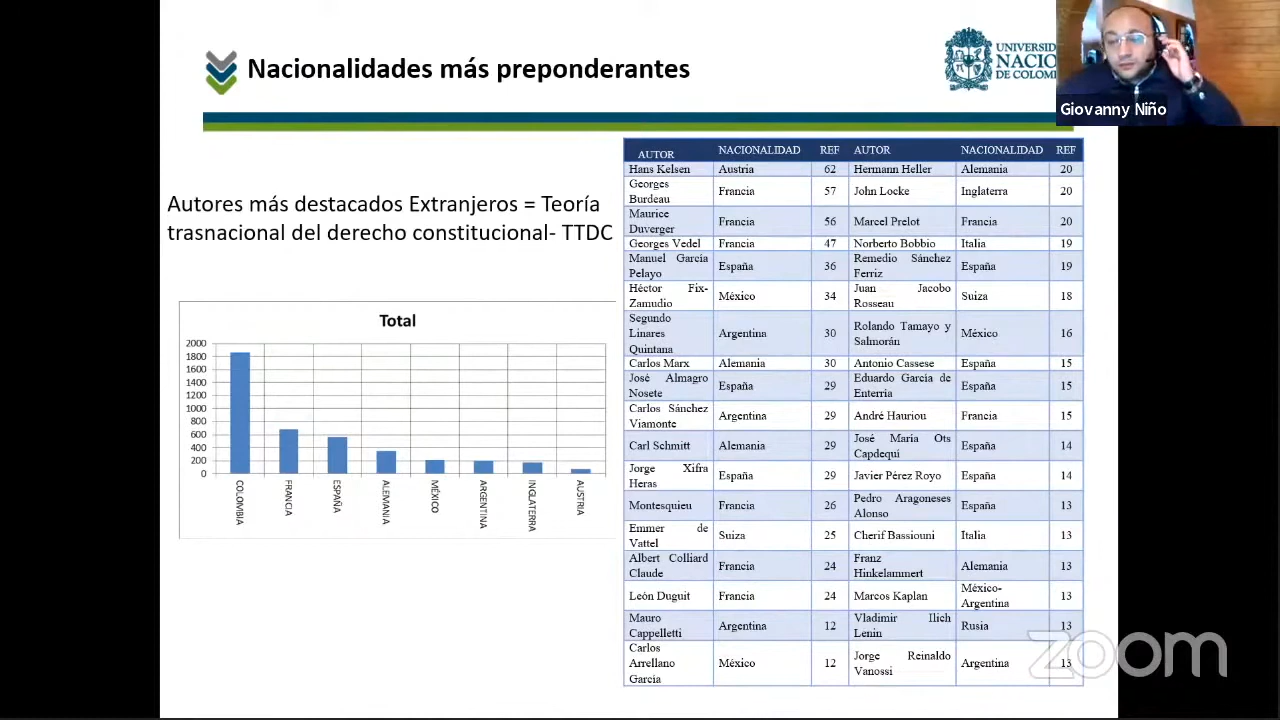 Nacionalidades más preponderantes
UNIVERSIDAD
NACIO
DE COLOM
Giovanny Niño
Autores más destacados Extranjeros = Teoría
trasnacional del derecho constitucional- TTDC
Total
2000
1800
1600
1400
1200
1000
800
600
400
200
0
COLOMBIA
FRANCIA
ESPAÑA
ALEMANIA
MÉXICO
ARGENTINA
INGLATERRA
AUSTRIA
AUTOR NACIONALIDAD REF AUTOR NACIONALIDAD REF
Hans Kelsen Austria 62 Hermann Heller Alemania 20
Georges
Burdeau Francia 57 John Locke Inglaterra 20
Maurice
Duverger Francia 56 Marcel Prelot Francia 20
Georges Vedel Francia 47 Norberto Bobbio Italia 19
Manuel García Remedio Sánchez
Pelayo España 36 Ferriz España 19
Héctor Fix- Juan Jacobo
Zamudio México 34 Rosseau Suiza 18
Segundo
Linares Argentina 30 Rolando Tamayo y México 16
Quintana Salmorán
Carlos Marx Alemania 30 Antonio Cassese España 15
José Almagro Eduardo García de
Nosete España 29 Enterria España 15
Carlos Sánchez
Viamonte Argentina 29 André Hauriou Francia 15
Carl Schmitt Alemania 29 José María Ots España 14
Capdequí
Jorge Xifra
Heras España 29 Javier Pérez Royo España 14
Montesquieu Francia 26 Pedro Aragoneses España 13
Alonso
Emmer de
Vattel Suiza 25 Cherif Bassiouni Italia 13
Albert Colliard Franz
Claude Francia 24 Hinkelammert Alemania 13
León Duguit Francia 24 Marcos Kaplan México- 13
Argentina
Mauro Vladimir Ilich
Cappelletti Argentina 12 Lenin Rusia 13
Carlos
Arrellano México 12 Jorge Reinaldo Argentina 13
García Vanossi
zoom